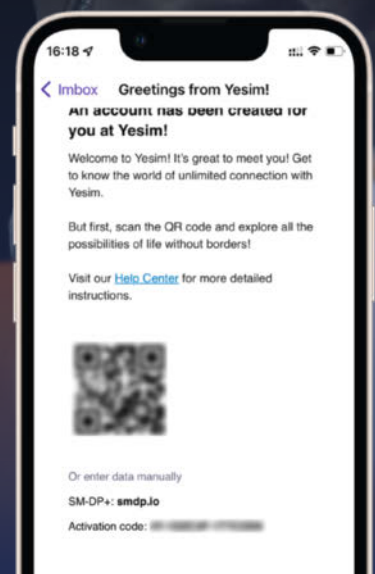 16:18
Imbox Greetings from Yesim!
An account has been created for
you at Yesim!
Welcome to Yesim! It's great to meet you! Get
to know the world of unlimited connection with
Yesim.
But first, scan the QR code and explore all the
possibilities of life without borders!
Visit our Help Center for more detailed
instructions.
Or enter data manually
SM-DP+: smdp.io
Activation code: